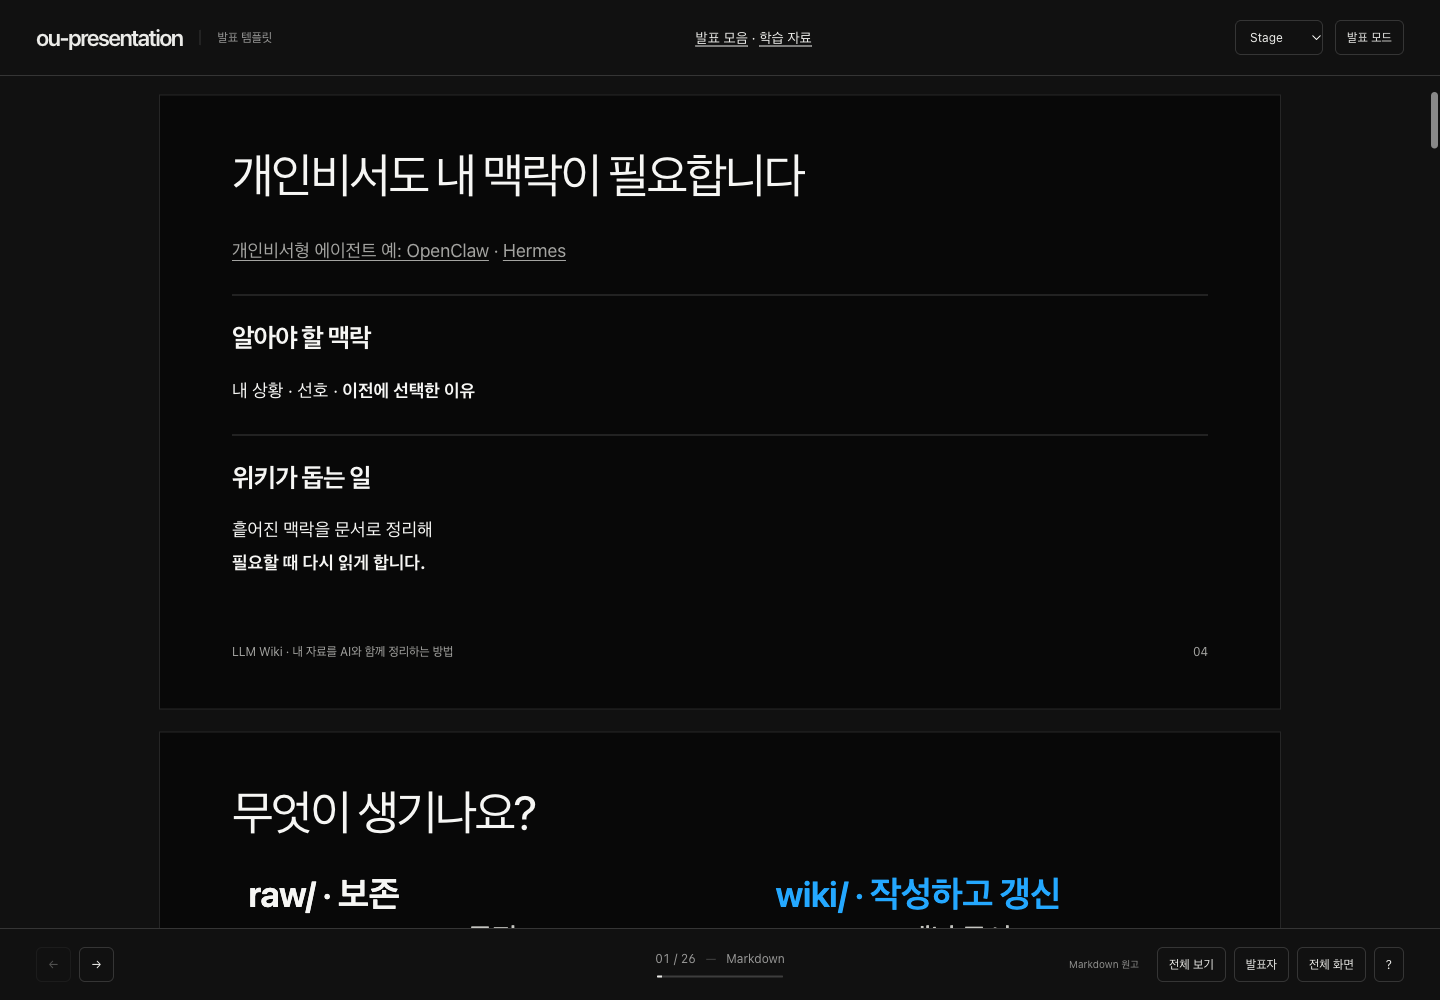 ou-presentation
발표 템플릿
발표 모음 · 학습 자료
Stage
발표 모드
개인비서도 내 맥락이 필요합니다
개인비서형 에이전트 예: OpenClaw · Hermes
알아야 할 맥락
내 상황 · 선호 · 이전에 선택한 이유
위키가 돕는 일
흩어진 맥락을 문서로 정리해
필요할 때 다시 읽게 합니다.
LLM Wiki · 내 자료를 AI와 함께 정리하는 방법
04
무엇이 생기나요?
raw/ · 보존
wiki/ · 작성하고 갱신
←
→
01 / 26 — Markdown
Markdown 원고
전체 보기
발표자
전체 화면
?